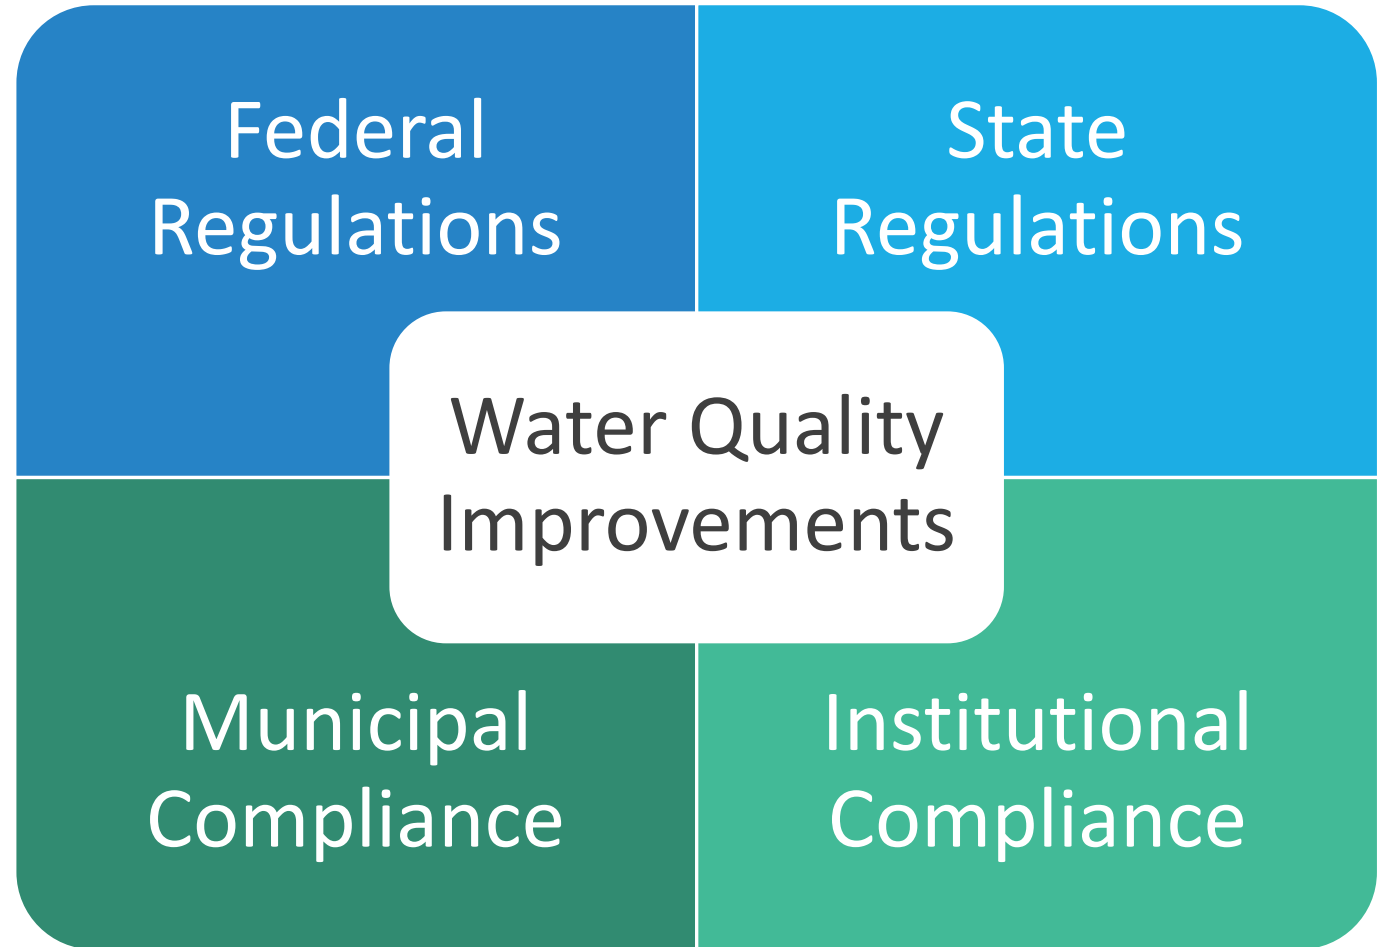 Federal
Regulations
State
Regulations
Water Quality
Improvements
Municipal
Compliance
Institutional
Compliance